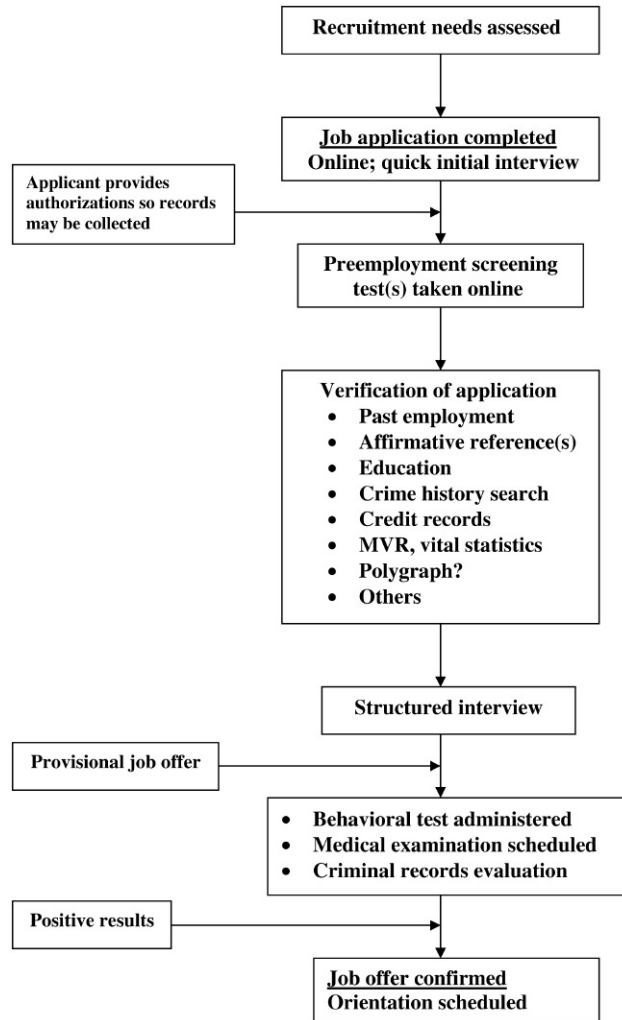 Recruitment needs assessed
Job application completed
Online; quick initial interview
Applicant provides
authorizations so records
may be collected
Preemployment screening
test(s) taken online
Verification of application
• Past employment
• Affirmative reference(s)
• Education
• Crime history search
• Credit records
• MVR, vital statistics
• Polygraph?
• Others
Structured interview
Provisional job offer
• Behavioral test administered
• Medical examination scheduled
• Criminal records evaluation
Positive results
Job offer confirmed
Orientation scheduled